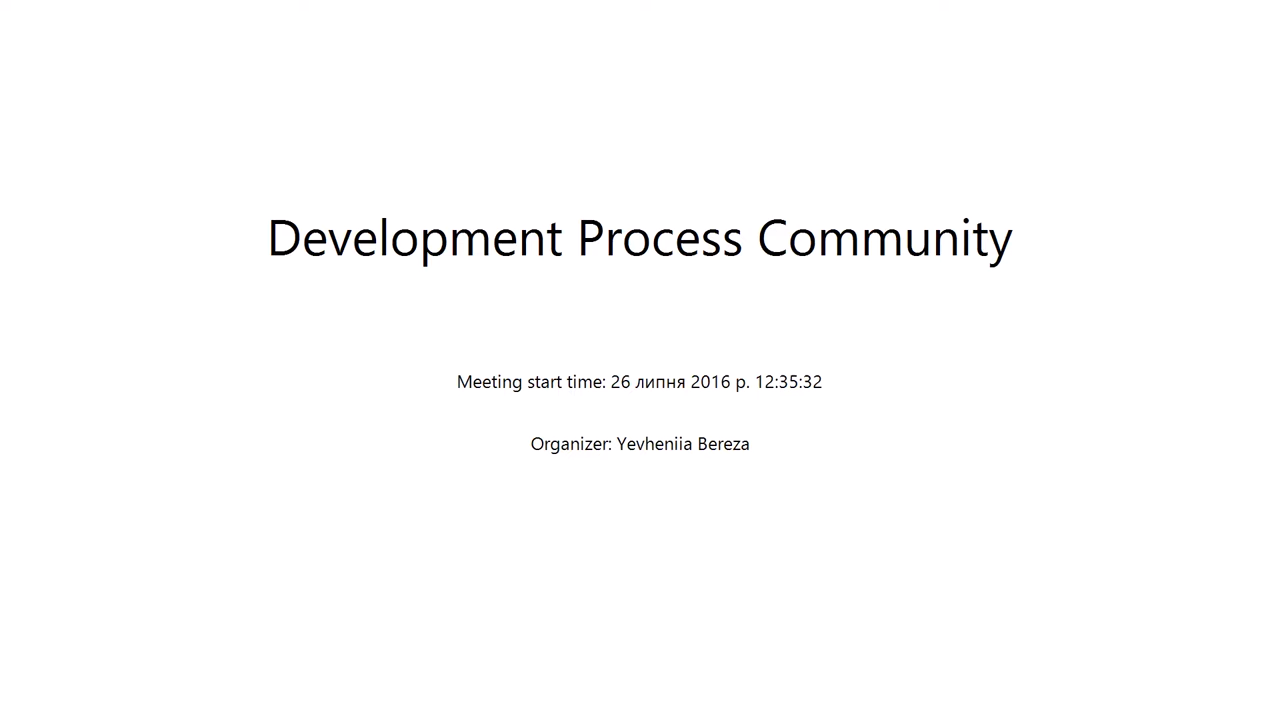 Development Process Community
Meeting start time: 26 липня 2016 р. 12:35:32
Organizer: Yevheniia Bereza